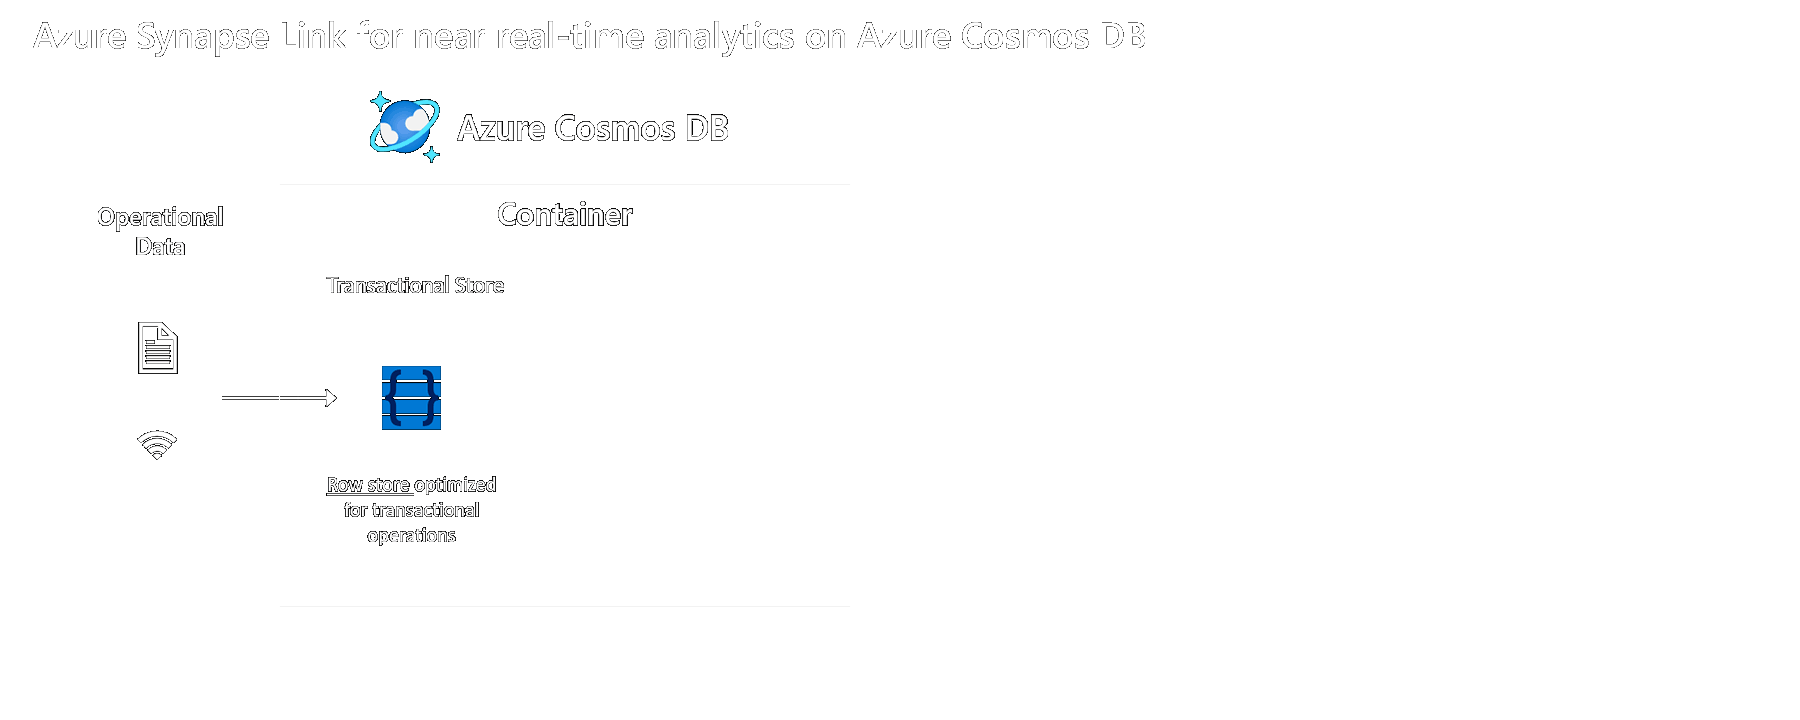 Azure Synapse Link for near real-time analytics on Azure Cosmos DB
Azure Cosmos DB
Operational
Data
Container
Transactional Store
Row store optimized
for transactional
operations